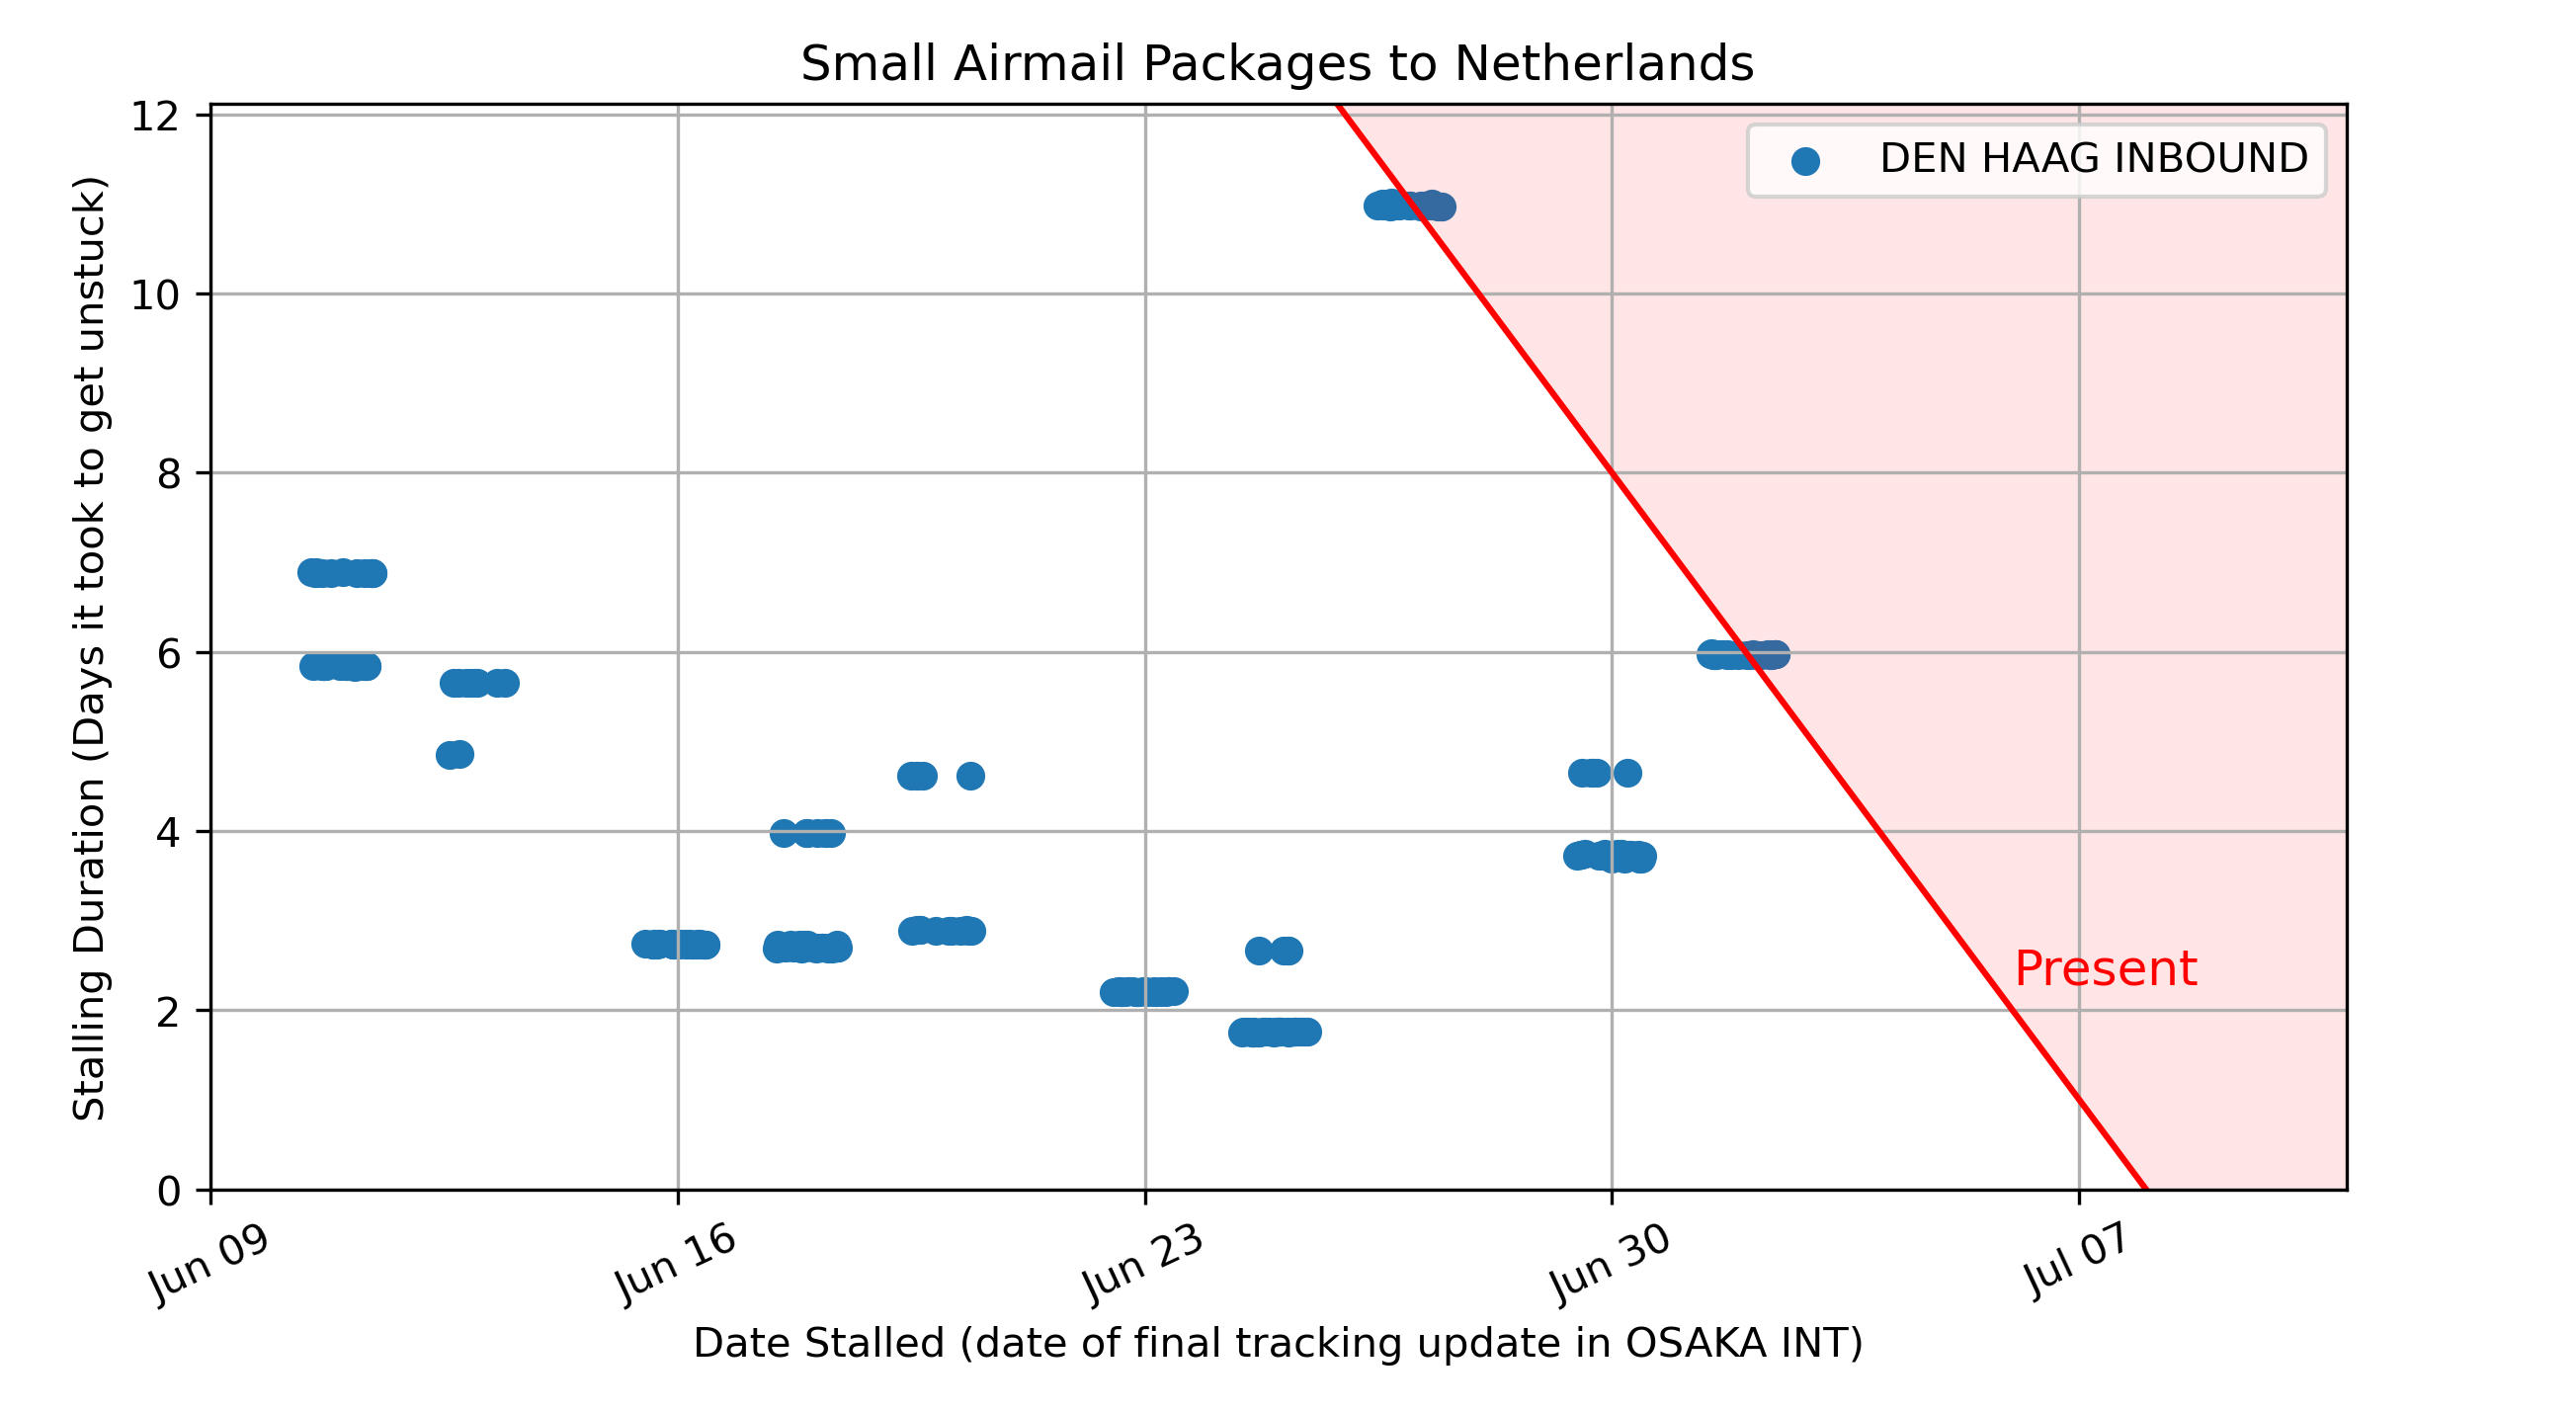 Small Airmail Packages to Netherlands
DEN HAAG INBOUND
Stalling Duration (Days it took to get unstuck)
12
10
8
6
4
2
0
Present
Jun 09
Jun 16
Jun 23
Jun 30
Jul 07
Date Stalled (date of final tracking update in OSAKA INT)